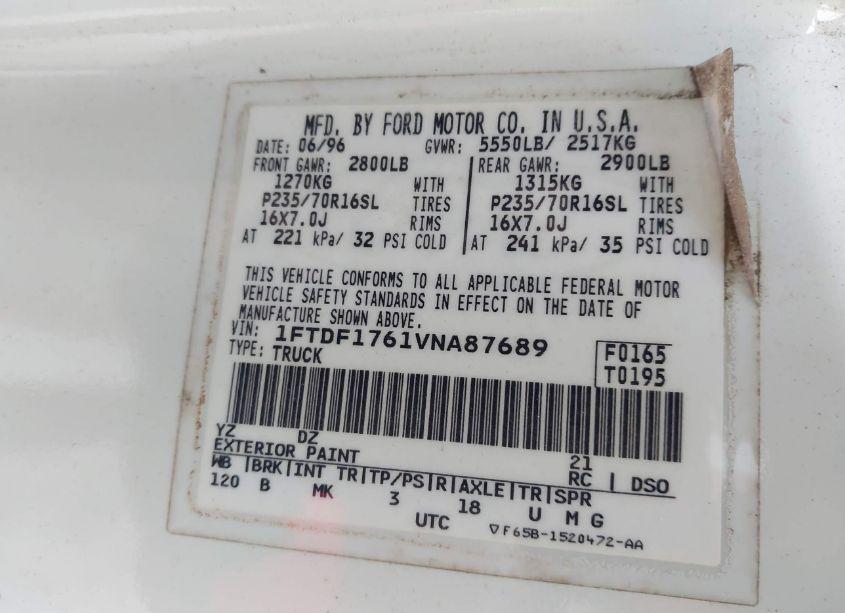 MFD. BY FORD MOTOR CO. IN U.S.A.
DATE: 06/96 GVWR: 5550LB/ 2517KG
FRONT GAWR: 2800LB REAR GAWR: 2900LB
1270KG WITH 1315KG WITH
P235/70R16SL TIRES P235/70R16SL TIRES
16X7.0J RIMS 16X7.0J RIMS
AT 221 kPa/ 32 PSI COLD AT 241 kPa/ 35 PSI COLD
THIS VEHICLE CONFORMS TO ALL APPLICABLE FEDERAL MOTOR
VEHICLE SAFETY STANDARDS IN EFFECT ON THE DATE OF
MANUFACTURE SHOWN ABOVE.
VIN: 1FTDF1761VNA87689 F0165
TYPE: TRUCK T0195
YZ DZ
EXTERIOR PAINT 21
RC DSO
WB BRK INT TR TP/PS R AXLE TR SPR
120 B MK 3 18 U M G
UTC F65B-1520472-AA